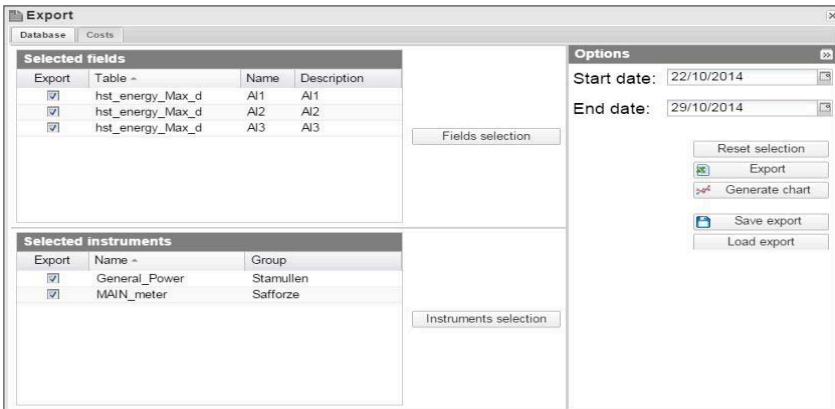 Export
Database Costs
Selected fields
Export Table Name Description
hst_energy_Max_d AI1 AI1
hst_energy_Max_d AI2 AI2
hst_energy_Max_d AI3 AI3
Fields selection
Selected instruments
Export Name Group
General_Power Stamullen
MAIN_meter Safforze
Instruments selection
Options
Start date: 22/10/2014
End date: 29/10/2014
Reset selection
Export
Generate chart
Save export
Load export